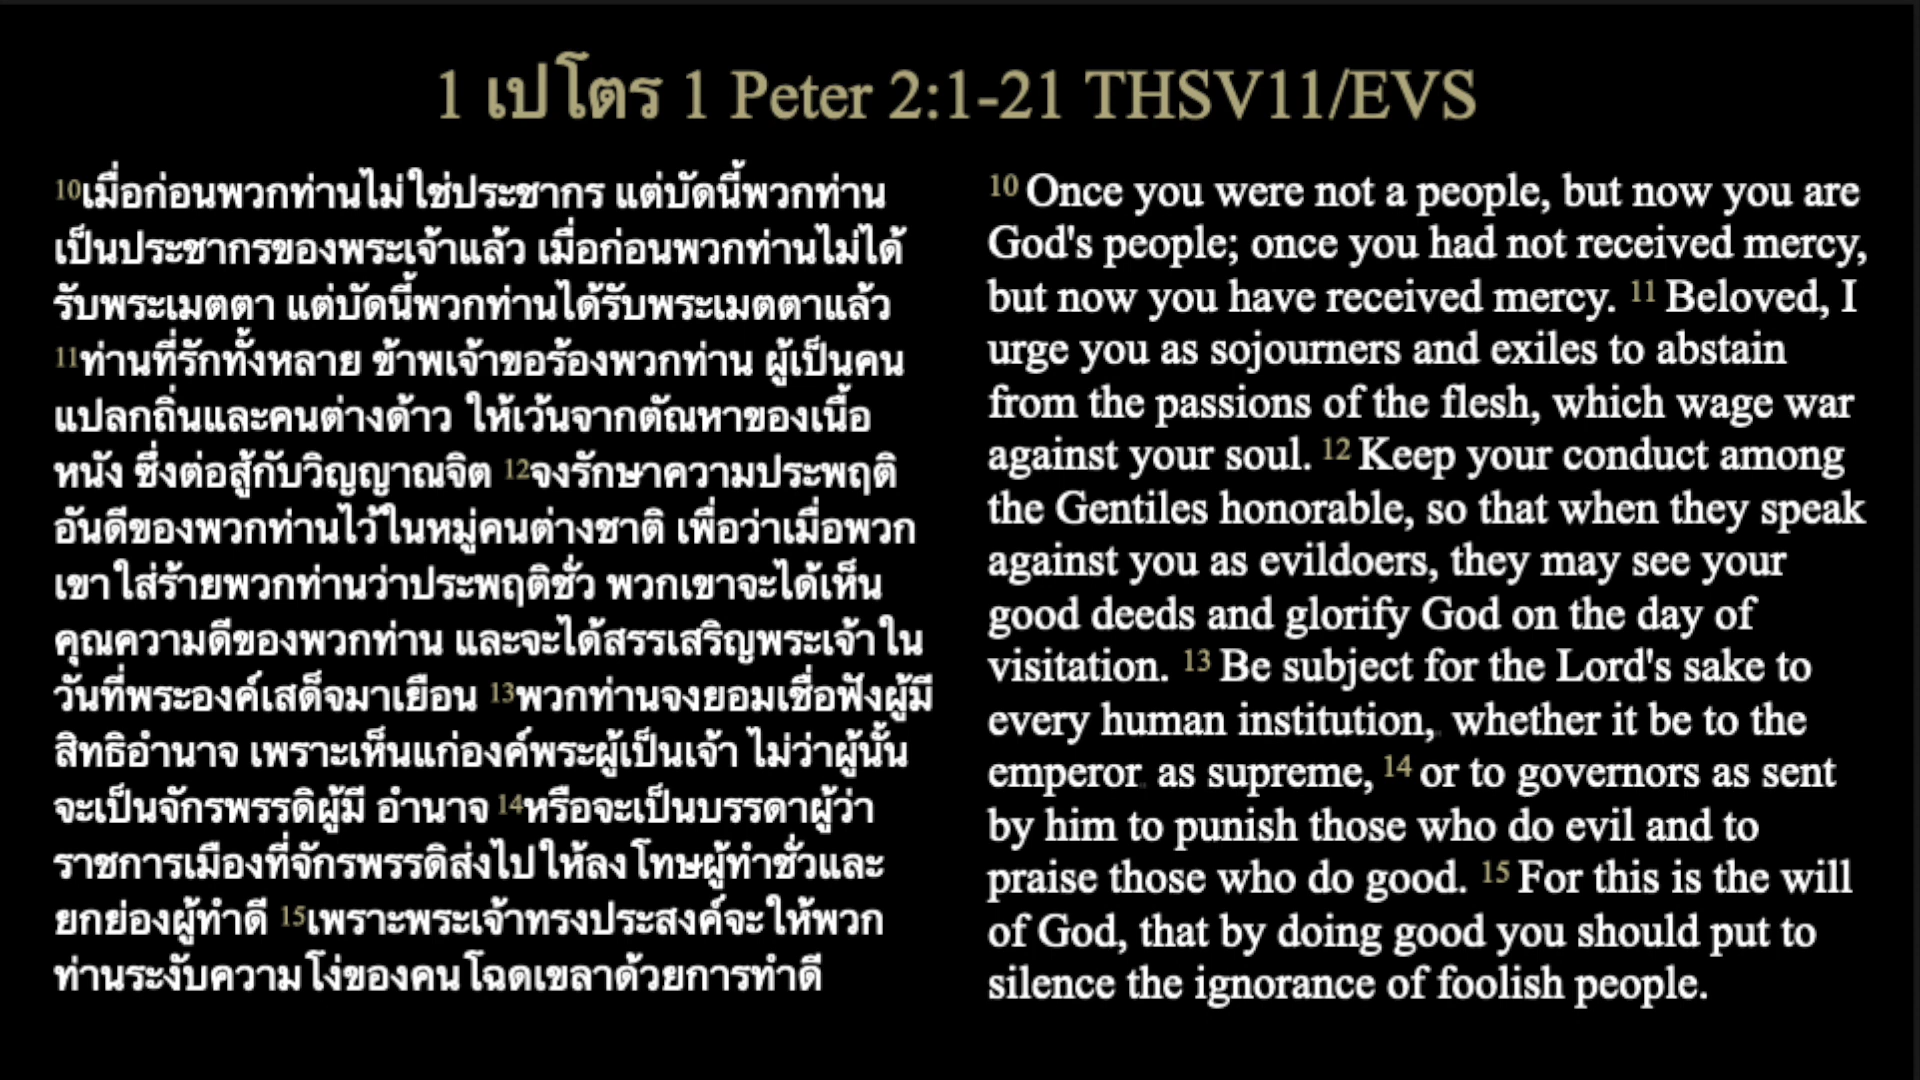 1 เปโตร 1 Peter 2:1-21 THSV11/EVS
10เมื่อก่อนพวกท่านไม่ใช่ประชากร แต่บัดนี้พวกท่าน
เป็นประชากรของพระเจ้าแล้ว เมื่อก่อนพวกท่านไม่ได้
รับพระเมตตา แต่บัดนี้พวกท่านได้รับพระเมตตาแล้ว
11ท่านที่รักทั้งหลาย ข้าพเจ้าขอร้องพวกท่าน ผู้เป็นคน
แปลกถิ่นและคนต่างด้าว ให้เว้นจากตัณหาของเนื้อ
หนัง ซึ่งต่อสู้กับวิญญาณจิต 12จงรักษาความประพฤติ
อันดีของพวกท่านไว้ในหมู่คนต่างชาติ เพื่อว่าเมื่อพวก
เขาใส่ร้ายพวกท่านว่าประพฤติชั่ว พวกเขาจะได้เห็น
คุณความดีของพวกท่าน และจะได้สรรเสริญพระเจ้าใน
วันที่พระองค์เสด็จมาเยือน 13พวกท่านจงยอมเชื่อฟังผู้มี
สิทธิอำนาจ เพราะเห็นแก่องค์พระผู้เป็นเจ้า ไม่ว่าผู้นั้น
จะเป็นจักรพรรดิผู้มี อำนาจ 14หรือจะเป็นบรรดาผู้ว่า
ราชการเมืองที่จักรพรรดิส่งไปให้ลงโทษผู้ทำชั่วและ
ยกย่องผู้ทำดี 15เพราะพระเจ้าทรงประสงค์จะให้พวก
ท่านระงับความโง่ของคนโฉดเขลาด้วยการทำดี
10 Once you were not a people, but now you are
God's people; once you had not received mercy,
but now you have received mercy. 11 Beloved, I
urge you as sojourners and exiles to abstain
from the passions of the flesh, which wage war
against your soul. 12 Keep your conduct among
the Gentiles honorable, so that when they speak
against you as evildoers, they may see your
good deeds and glorify God on the day of
visitation. 13 Be subject for the Lord's sake to
every human institution, whether it be to the
emperor as supreme, 14 or to governors as sent
by him to punish those who do evil and to
praise those who do good. 15 For this is the will
of God, that by doing good you should put to
silence the ignorance of foolish people.